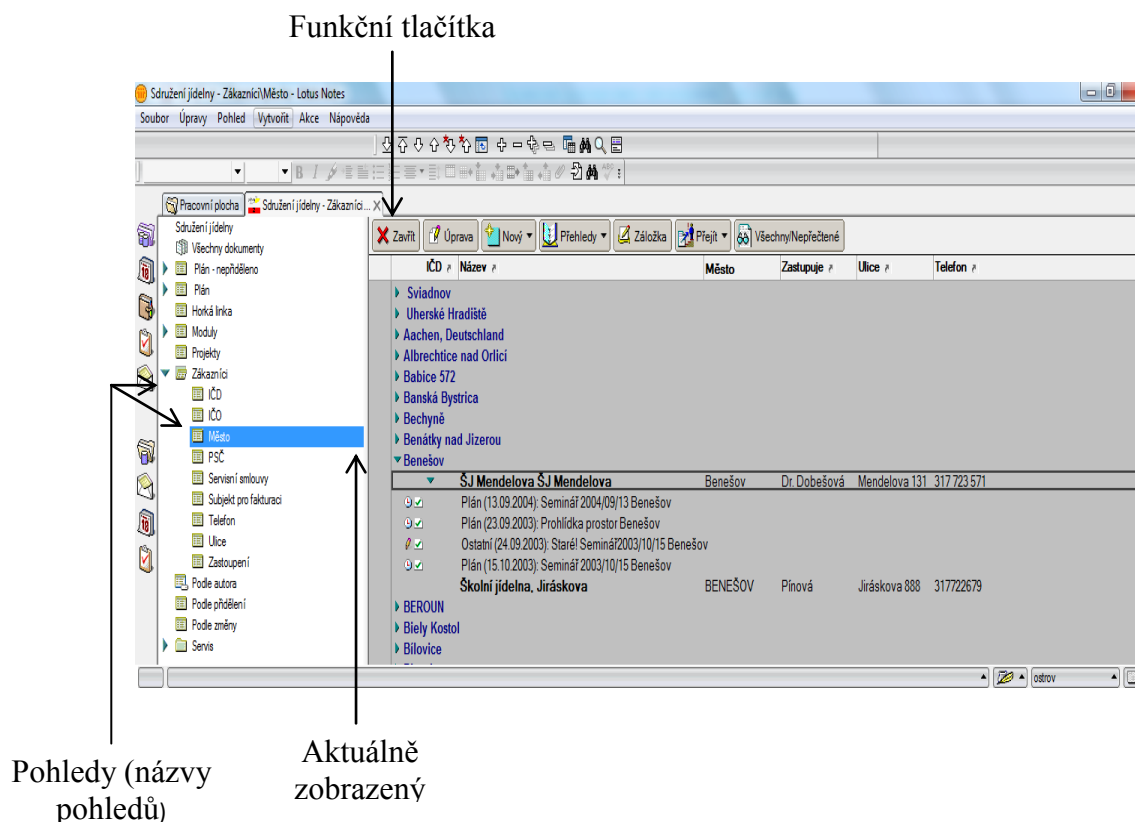 Funkční tlačítka
Sdružení jídelny - Zákazníci\Město - Lotus Notes
Soubor Úpravy Pohled Vytvořit Akce Nápověda
B I
Pracovní plocha Sdružení jídelny - Zákazníci... X
Sdružení jídelny
Všechny dokumenty
Plán - nepřiděleno
Plán
Horká linka
Moduly
Projekty
Zákazníci
IČD
IČO
Město
PSČ
Servisní smlouvy
Subjekt pro fakturaci
Telefon
Ulice
Zastoupení
Podle autora
Podle přidělení
Podle změny
Servis
Zavřít Úprava Nový Přehledy Záložka Přejít Všechny/Nepřečtené
IČD Název Město Zastupuje Ulice Telefon
Sviadnov
Uherské Hradiště
Aachen, Deutschland
Albrechtice nad Orlicí
Babice 572
Banská Bystrica
Bechyně
Benátky nad Jizerou
Benešov
ŠJ Mendelova ŠJ Mendelova Benešov Dr. Dobešová Mendelova 131 317 723 571
Plán (13.09.2004): Seminář 2004/09/13 Benešov
Plán (23.09.2003): Prohlídka prostor Benešov
Ostatní (24.09.2003): Staré! Seminář2003/10/15 Benešov
Plán (15.10.2003): Seminář 2003/10/15 Benešov
Školní jídelna, Jiráskova BENEŠOV Pínová Jiráskova 888 317722679
BEROUN
Biely Kostol
Bílovice
ostrov
Pohledy (názvy
pohledů)
Aktuálně
zobrazený